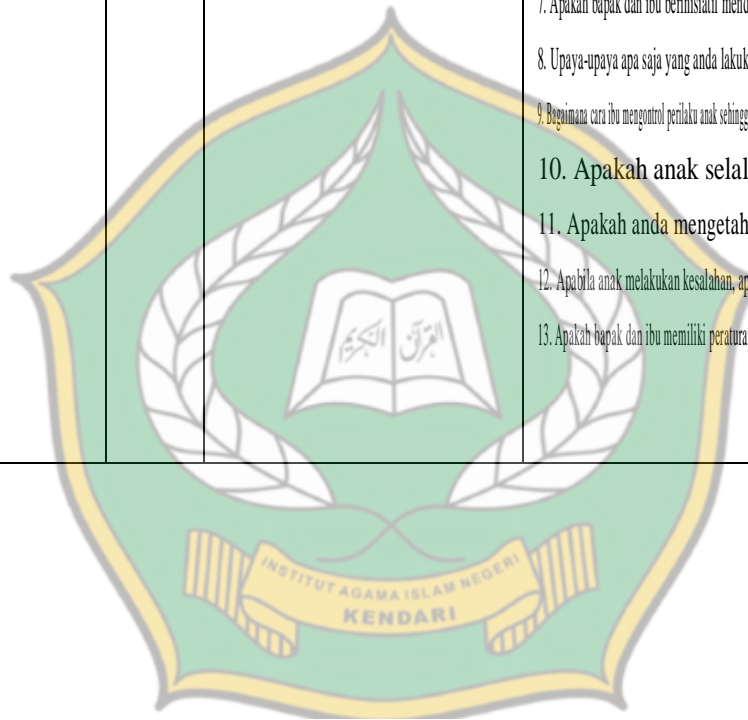 7. Apakah bapak dan ibu berinisiatif mend
8. Upaya-upaya apa saja yang anda lakuk
9. Bagaimana cara ibu mengontrol perilaku anak sehingg
10. Apakah anak selal
11. Apakah anda mengetah
12. Apabila anak melakukan kesalahan, ap
13. Apakah bapak dan ibu memiliki peratura
القرآن الكريم
INSTITUT AGAMA ISLAM NEGERI
KENDARI